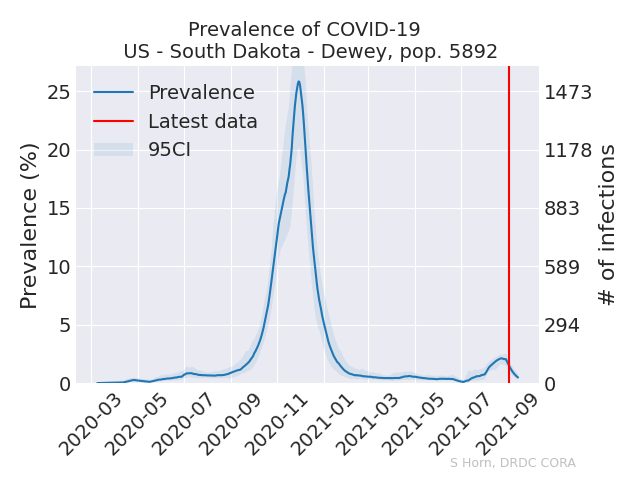 Prevalence of COVID-19
US - South Dakota - Dewey, pop. 5892
Prevalence
Latest data
95CI
Prevalence (%)
25
20
15
10
5
0
1473
1178
883
589
294
0
# of infections
2020-03
2020-05
2020-07
2020-09
2020-11
2021-01
2021-03
2021-05
2021-07
2021-09
S Horn, DRDC CORA